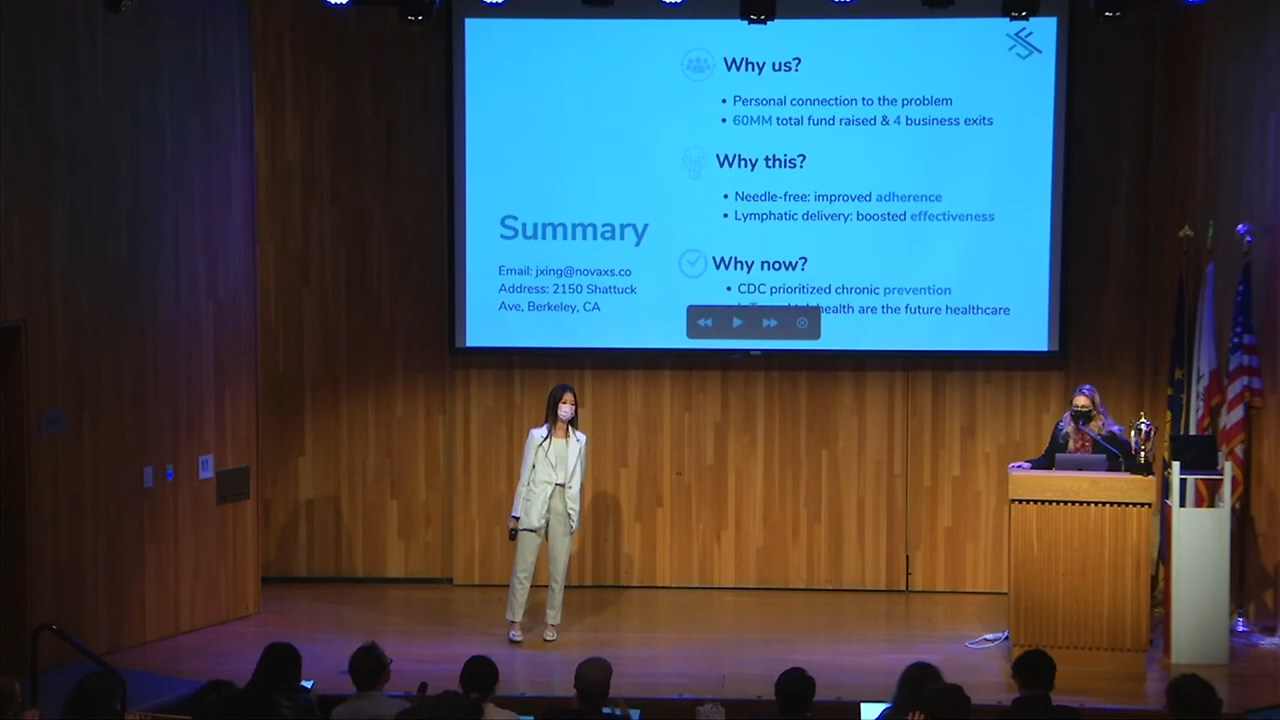 Why us?
• Personal connection to the problem
• 60MM total fund raised & 4 business exits
Why this?
• Needle-free: improved adherence
• Lymphatic delivery: boosted effectiveness
Why now?
• CDC prioritized chronic prevention
health are the future healthcare
Summary
Email: jxing@novaxs.co
Address: 2150 Shattuck
Ave, Berkeley, CA